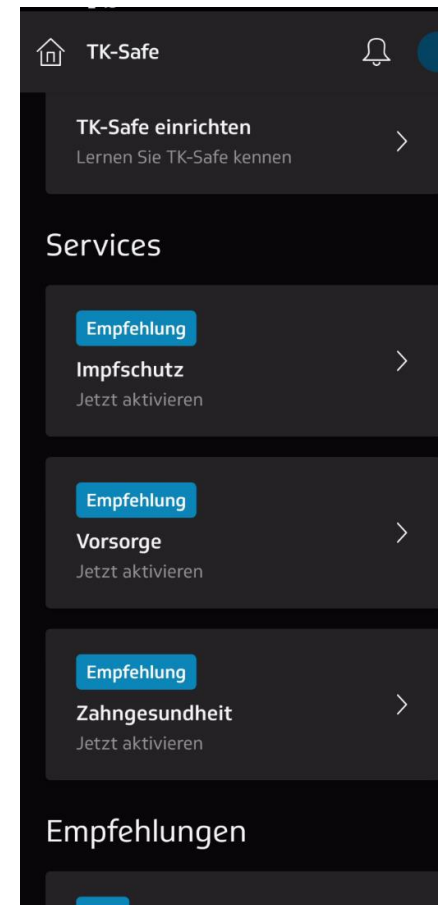 TK-Safe
TK-Safe einrichten
Lernen Sie TK-Safe kennen
Services
Empfehlung
Impfschutz
Jetzt aktivieren
Empfehlung
Vorsorge
Jetzt aktivieren
Empfehlung
Zahngesundheit
Jetzt aktivieren
Empfehlungen